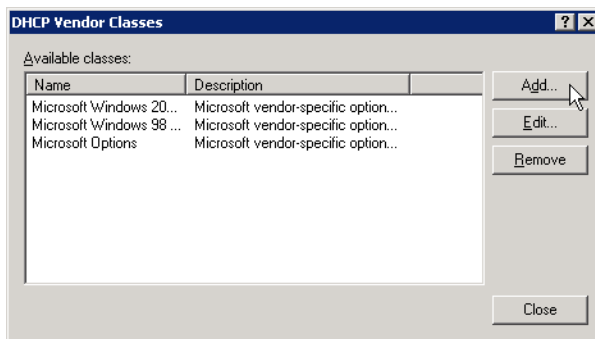 DHCP Vendor Classes
Available classes:
Name Description
Add...
Microsoft Windows 20... Microsoft vendor-specific option...
Microsoft Windows 98 ... Microsoft vendor-specific option...
Edit...
Microsoft Options Microsoft vendor-specific option...
Remove
Close